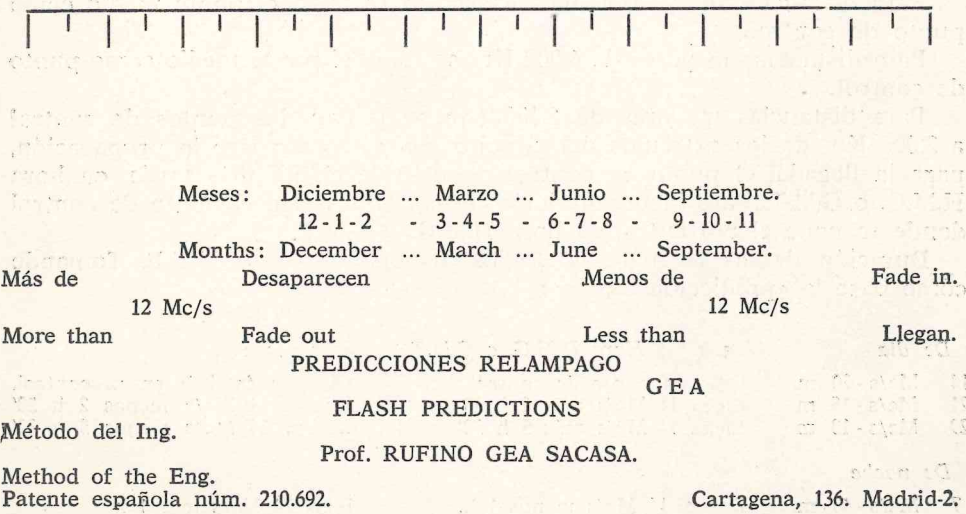 Meses: Diciembre ... Marzo ... Junio ... Septiembre.
12-1-2 - 3-4-5 - 6-7-8 - 9-10-11
Months: December ... March ... June ... September.
Más de Desaparecen Menos de Fade in.
12 Mc/s 12 Mc/s
More than Fade out Less than Llegan.
PREDICCIONES RELAMPAGO
GEA
FLASH PREDICTIONS
Método del Ing.
Prof. RUFINO GEA SACASA.
Method of the Eng.
Patente española núm. 210.692. Cartagena, 136. Madrid-2.